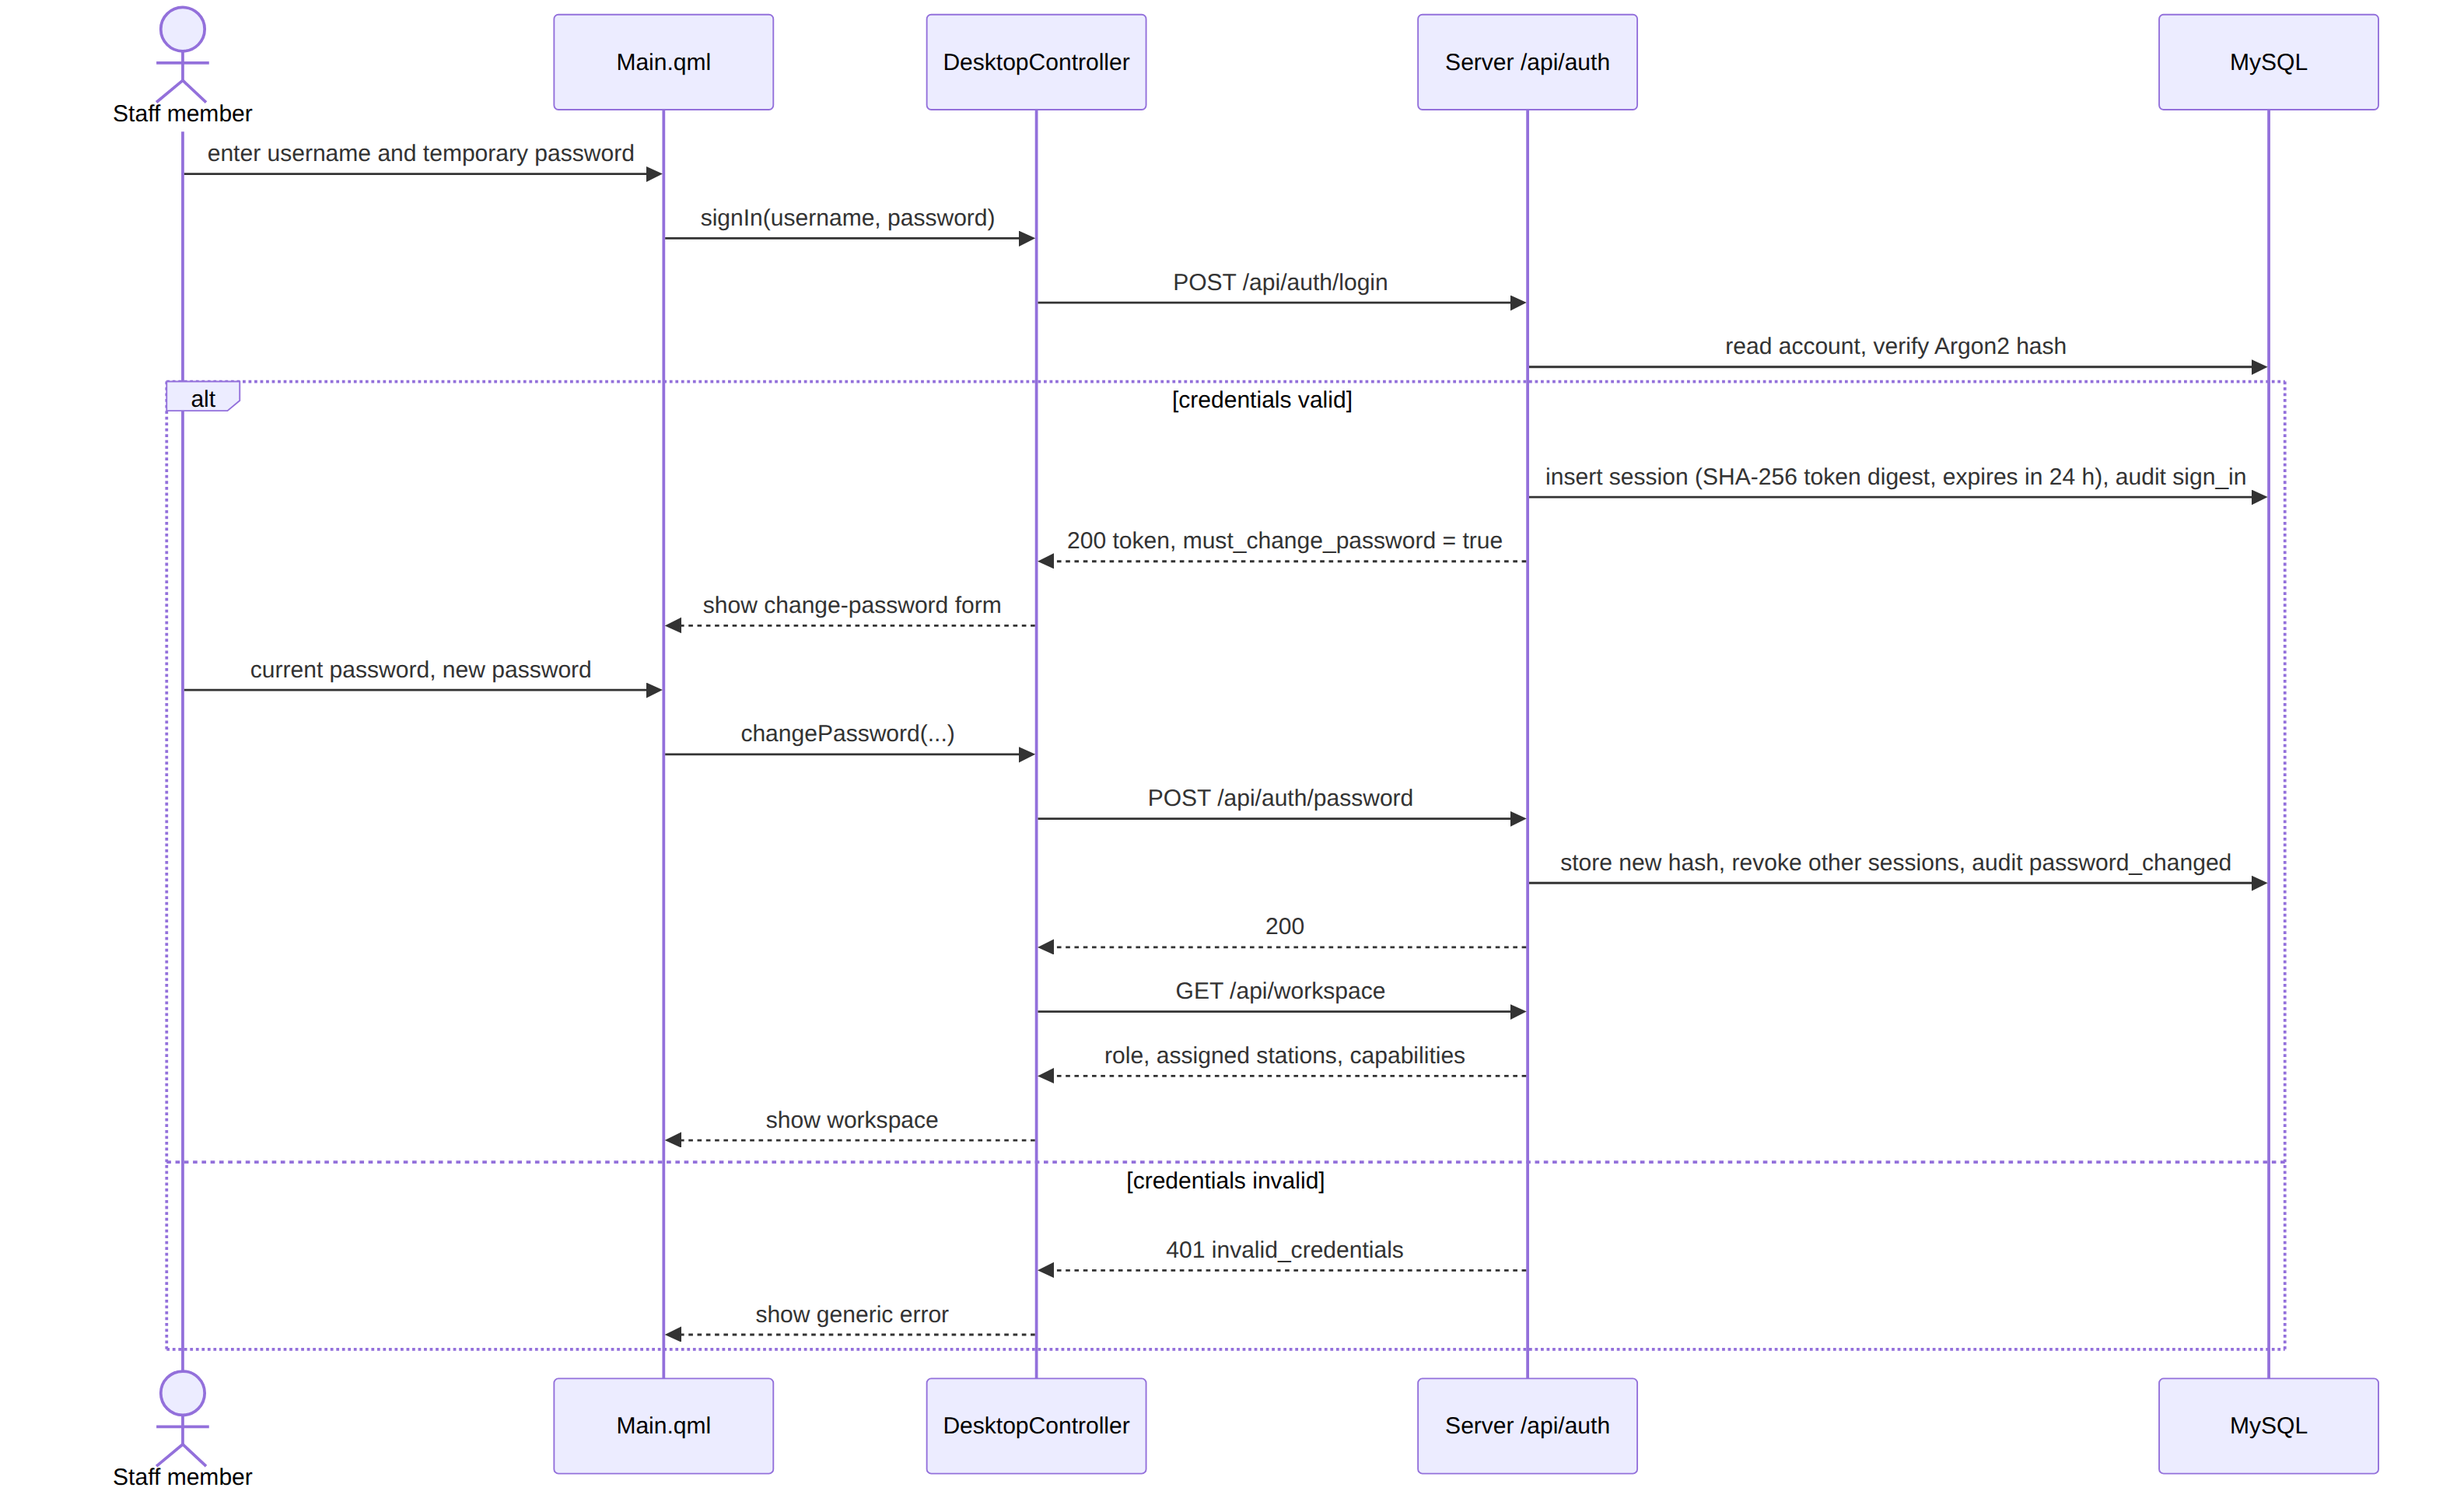 Staff member
Main.qml
DesktopController
Server /api/auth
MySQL
enter username and temporary password
signIn(username, password)
POST /api/auth/login
read account, verify Argon2 hash
alt
[credentials valid]
insert session (SHA-256 token digest, expires in 24 h), audit sign_in
200 token, must_change_password = true
show change-password form
current password, new password
changePassword(...)
POST /api/auth/password
store new hash, revoke other sessions, audit password_changed
200
GET /api/workspace
role, assigned stations, capabilities
show workspace
[credentials invalid]
401 invalid_credentials
show generic error
Staff member
Main.qml
DesktopController
Server /api/auth
MySQL